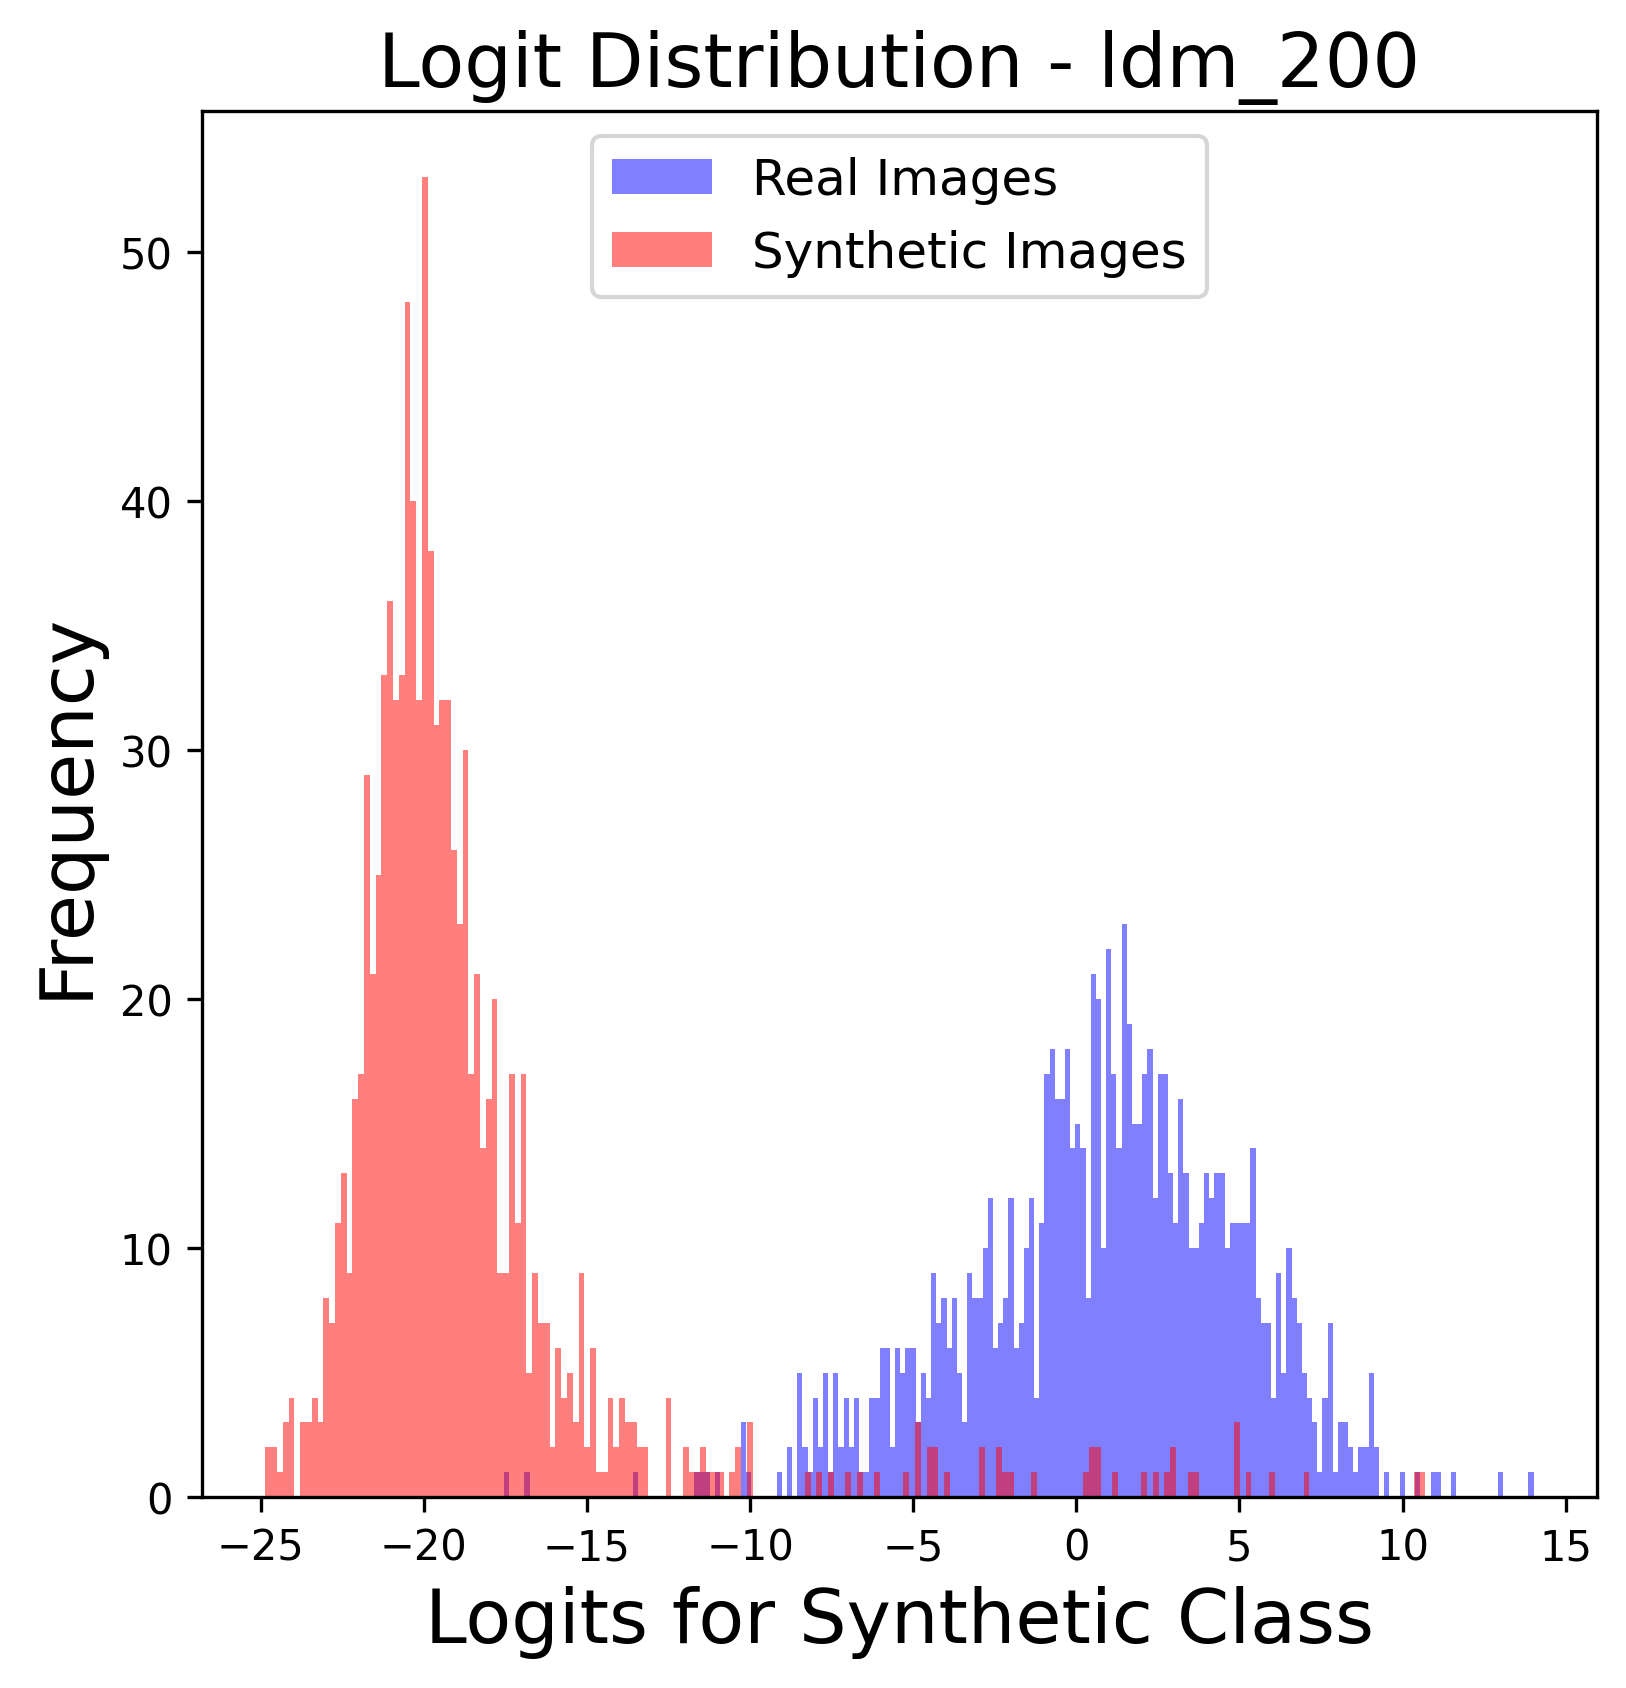 Logit Distribution - ldm_200
Real Images
Synthetic Images
50
40
30
20
10
0
Frequency
−25 −20 −15 −10 −5 0 5 10 15
Logits for Synthetic Class